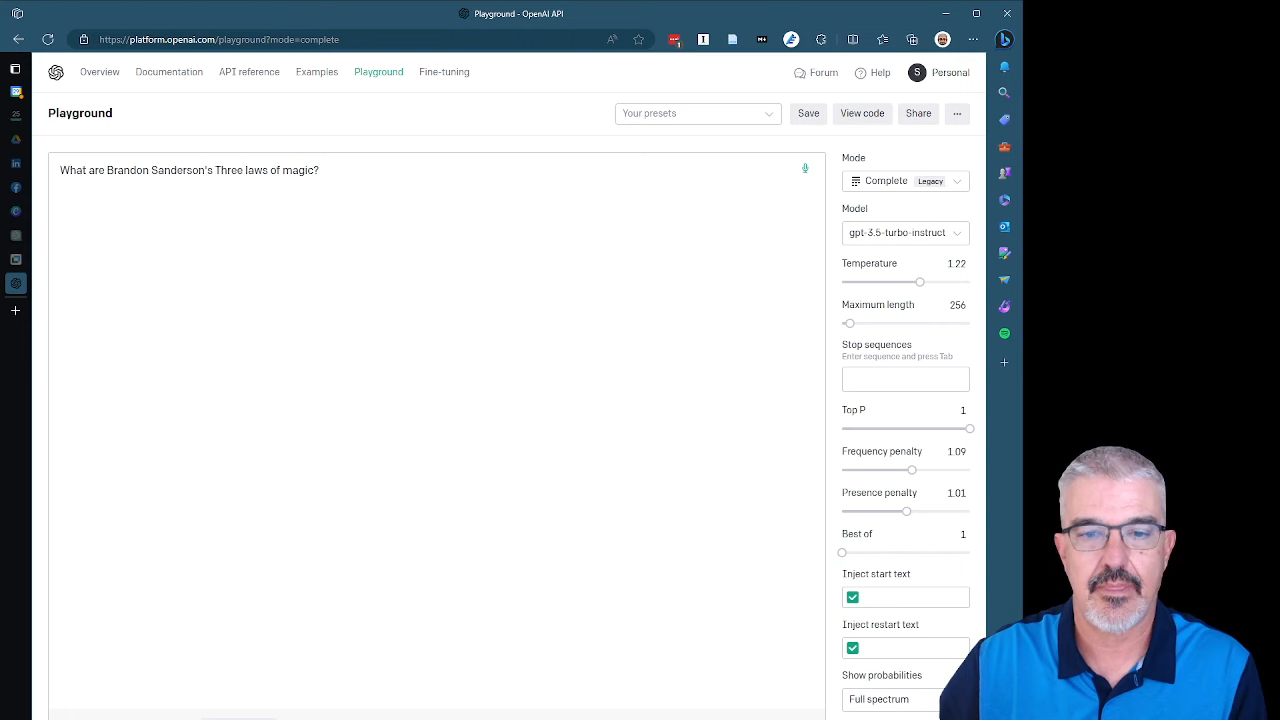 Playground - OpenAI API
https://platform.openai.com/playground?mode=complete
Overview
Documentation
API reference
Examples
Playground
Fine-tuning
Forum
Help
S
Personal
Playground
Your presets
Save
View code
Share
...
What are Brandon Sanderson's Three laws of magic?
Mode
Complete Legacy
Model
gpt-3.5-turbo-instruct
Temperature 1.22
Maximum length 256
Stop sequences
Enter sequence and press Tab
Top P 1
Frequency penalty 1.09
Presence penalty 1.01
Best of 1
Inject start text
Inject restart text
Show probabilities
Full spectrum